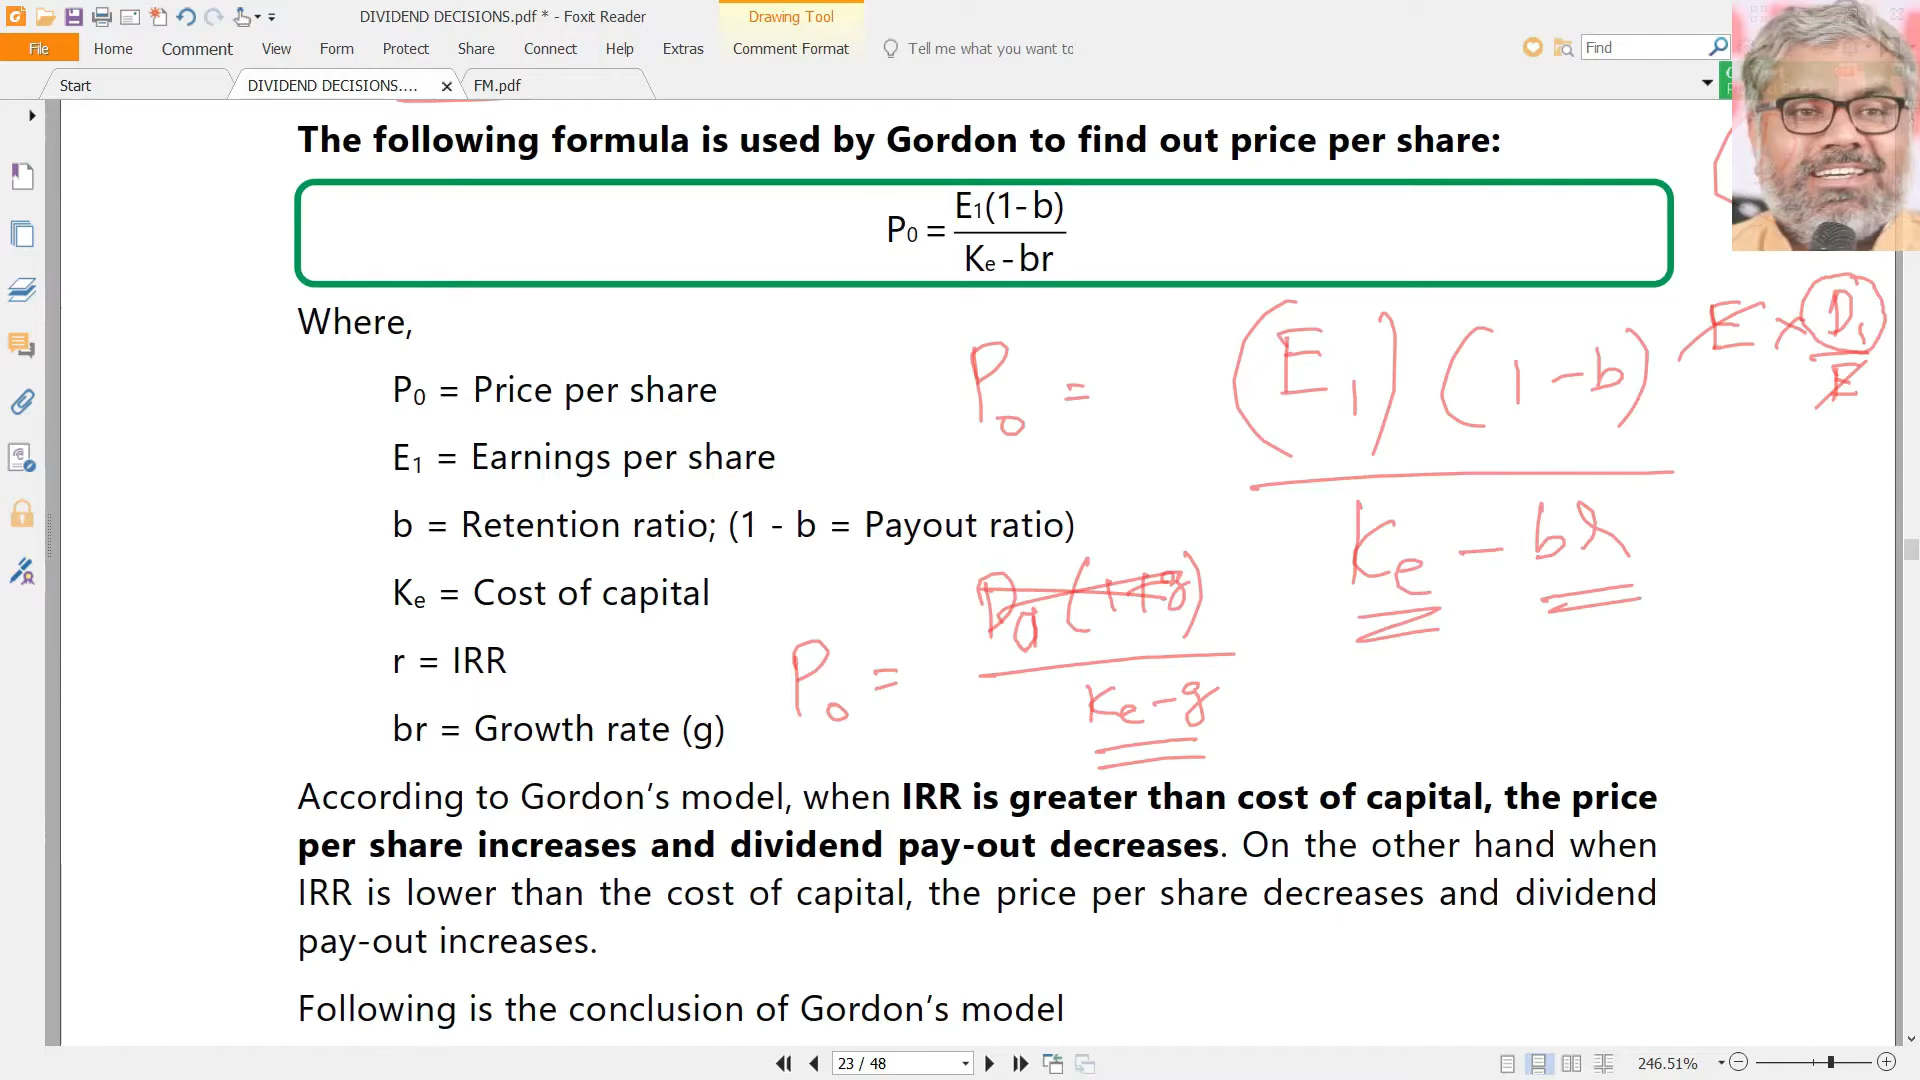 DIVIDEND DECISIONS.pdf * - Foxit Reader
Drawing Tool
File Home Comment View Form Protect Share Connect Help Extras Comment Format Tell me what you want to Find
Start DIVIDEND DECISIONS.... FM.pdf
The following formula is used by Gordon to find out price per share:
P₀ = E₁(1-b) / Kₑ-br
Where,
P₀ = Price per share
E₁ = Earnings per share
b = Retention ratio; (1 - b = Payout ratio)
Kₑ = Cost of capital
r = IRR
br = Growth rate (g)
P₀ = (E₁) (1-b) / Kₑ - br
E × D₁ / E
P₀ = D₀ (1+g) / Kₑ - g
According to Gordon’s model, when IRR is greater than cost of capital, the price
per share increases and dividend pay-out decreases. On the other hand when
IRR is lower than the cost of capital, the price per share decreases and dividend
pay-out increases.
Following is the conclusion of Gordon’s model
23 / 48
246.51%